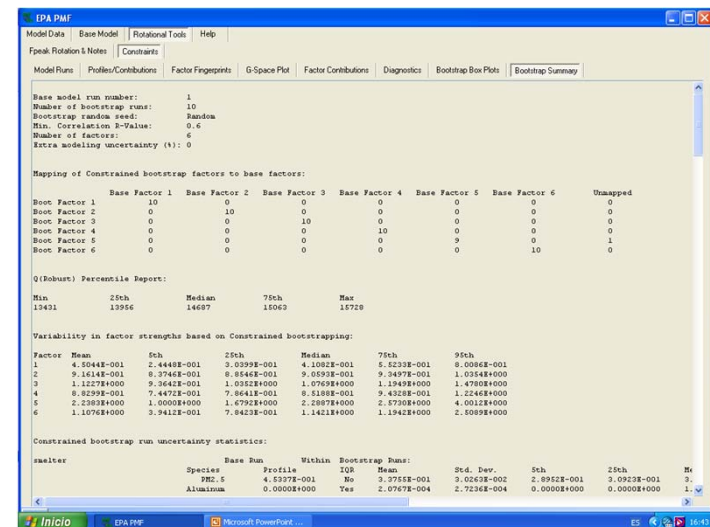 EPA PMF
Model Data Base Model Rotational Tools Help
Fpeak Rotation & Notes Constraints
Model Runs Profiles/Contributions Factor Fingerprints G-Space Plot Factor Contributions Diagnostics Bootstrap Box Plots Bootstrap Summary
Base model run number: 1
Number of bootstrap runs: 10
Bootstrap random seed: Random
Min. Correlation R-Value: 0.6
Number of factors: 6
Extra modeling uncertainty (%): 0
Mapping of Constrained bootstrap factors to base factors:
Base Factor 1 Base Factor 2 Base Factor 3 Base Factor 4 Base Factor 5 Base Factor 6 Unmapped
Boot Factor 1 10 0 0 0 0 0 0
Boot Factor 2 0 10 0 0 0 0 0
Boot Factor 3 0 0 10 0 0 0 0
Boot Factor 4 0 0 0 10 0 0 0
Boot Factor 5 0 0 0 0 9 0 1
Boot Factor 6 0 0 0 0 0 10 0
Q(Robust) Percentile Report:
Min 25th Median 75th Max
13431 13956 14687 15063 15728
Variability in factor strengths based on Constrained bootstrapping:
Factor Mean 5th 25th Median 75th 95th
1 4.5044E-001 2.4448E-001 3.0399E-001 4.1082E-001 5.5233E-001 8.0086E-001
2 9.1614E-001 8.3746E-001 8.8546E-001 9.0593E-001 9.3497E-001 1.0354E+000
3 1.1227E+000 9.3642E-001 1.0352E+000 1.0769E+000 1.1949E+000 1.4780E+000
4 8.8299E-001 7.4472E-001 7.8641E-001 8.5188E-001 9.4328E-001 1.2246E+000
5 2.2383E+000 1.0000E+000 1.6792E+000 2.2887E+000 2.5730E+000 4.0012E+000
6 1.1076E+000 3.9412E-001 7.8423E-001 1.1421E+000 1.1942E+000 2.5089E+000
Constrained bootstrap run uncertainty statistics:
smelter Base Run Within Bootstrap Runs:
Species Profile IQR Mean Std. Dev. 5th 25th Me
PM2.5 4.5337E-001 No 3.3755E-001 3.0263E-002 2.8952E-001 3.0923E-001 3.
Aluminum 0.0000E+000 Yes 2.0767E-004 2.7236E-004 0.0000E+000 0.0000E+000 1.
Inicio EPA PMF Microsoft PowerPoint ... ES 16:43